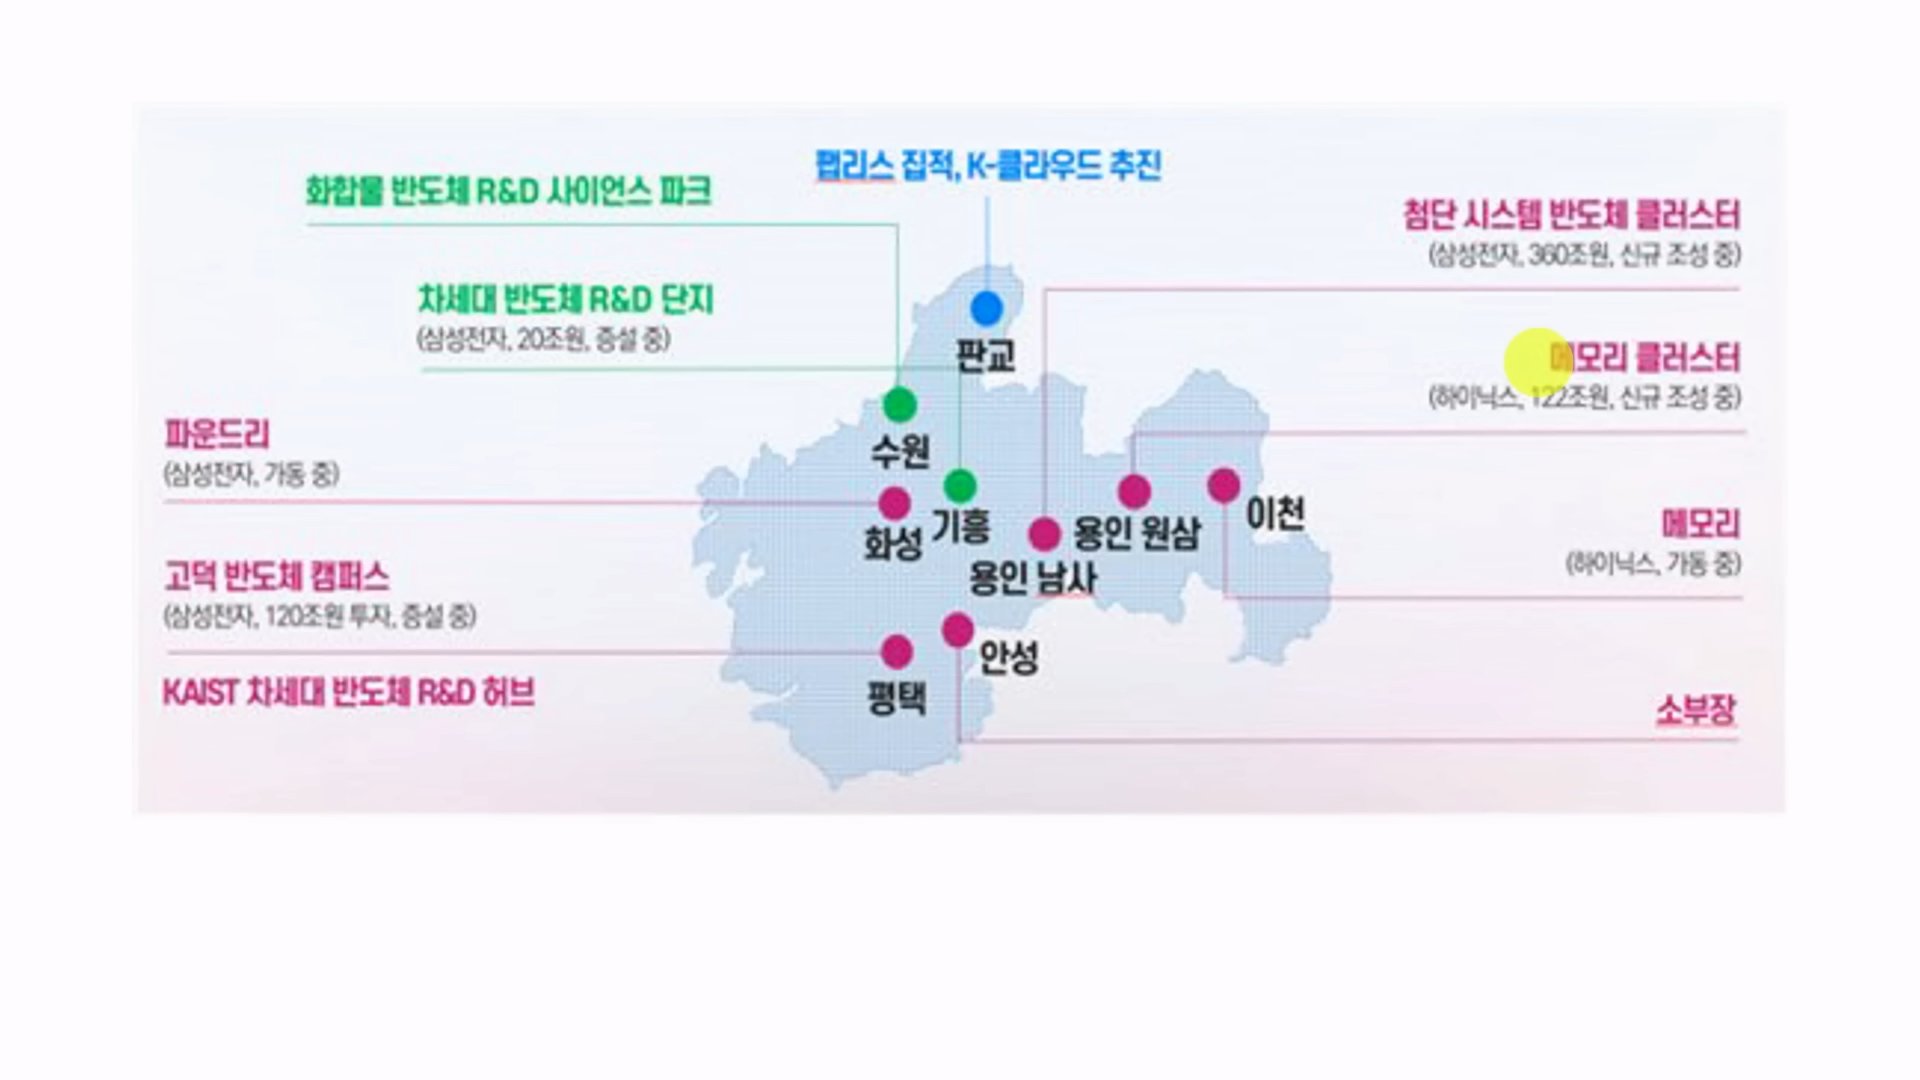 팹리스 집적, K-클라우드 추진
화합물 반도체 R&D 사이언스 파크
차세대 반도체 R&D 단지
(삼성전자, 20조원, 증설 중)
파운드리
(삼성전자, 가동 중)
고덕 반도체 캠퍼스
(삼성전자, 120조원 투자, 증설 중)
KAIST 차세대 반도체 R&D 허브
판교
수원
기흥
화성
용인 원삼
이천
용인 남사
안성
평택
첨단 시스템 반도체 클러스터
(삼성전자, 360조원, 신규 조성 중)
메모리 클러스터
(하이닉스, 122조원, 신규 조성 중)
메모리
(하이닉스, 가동 중)
소부장